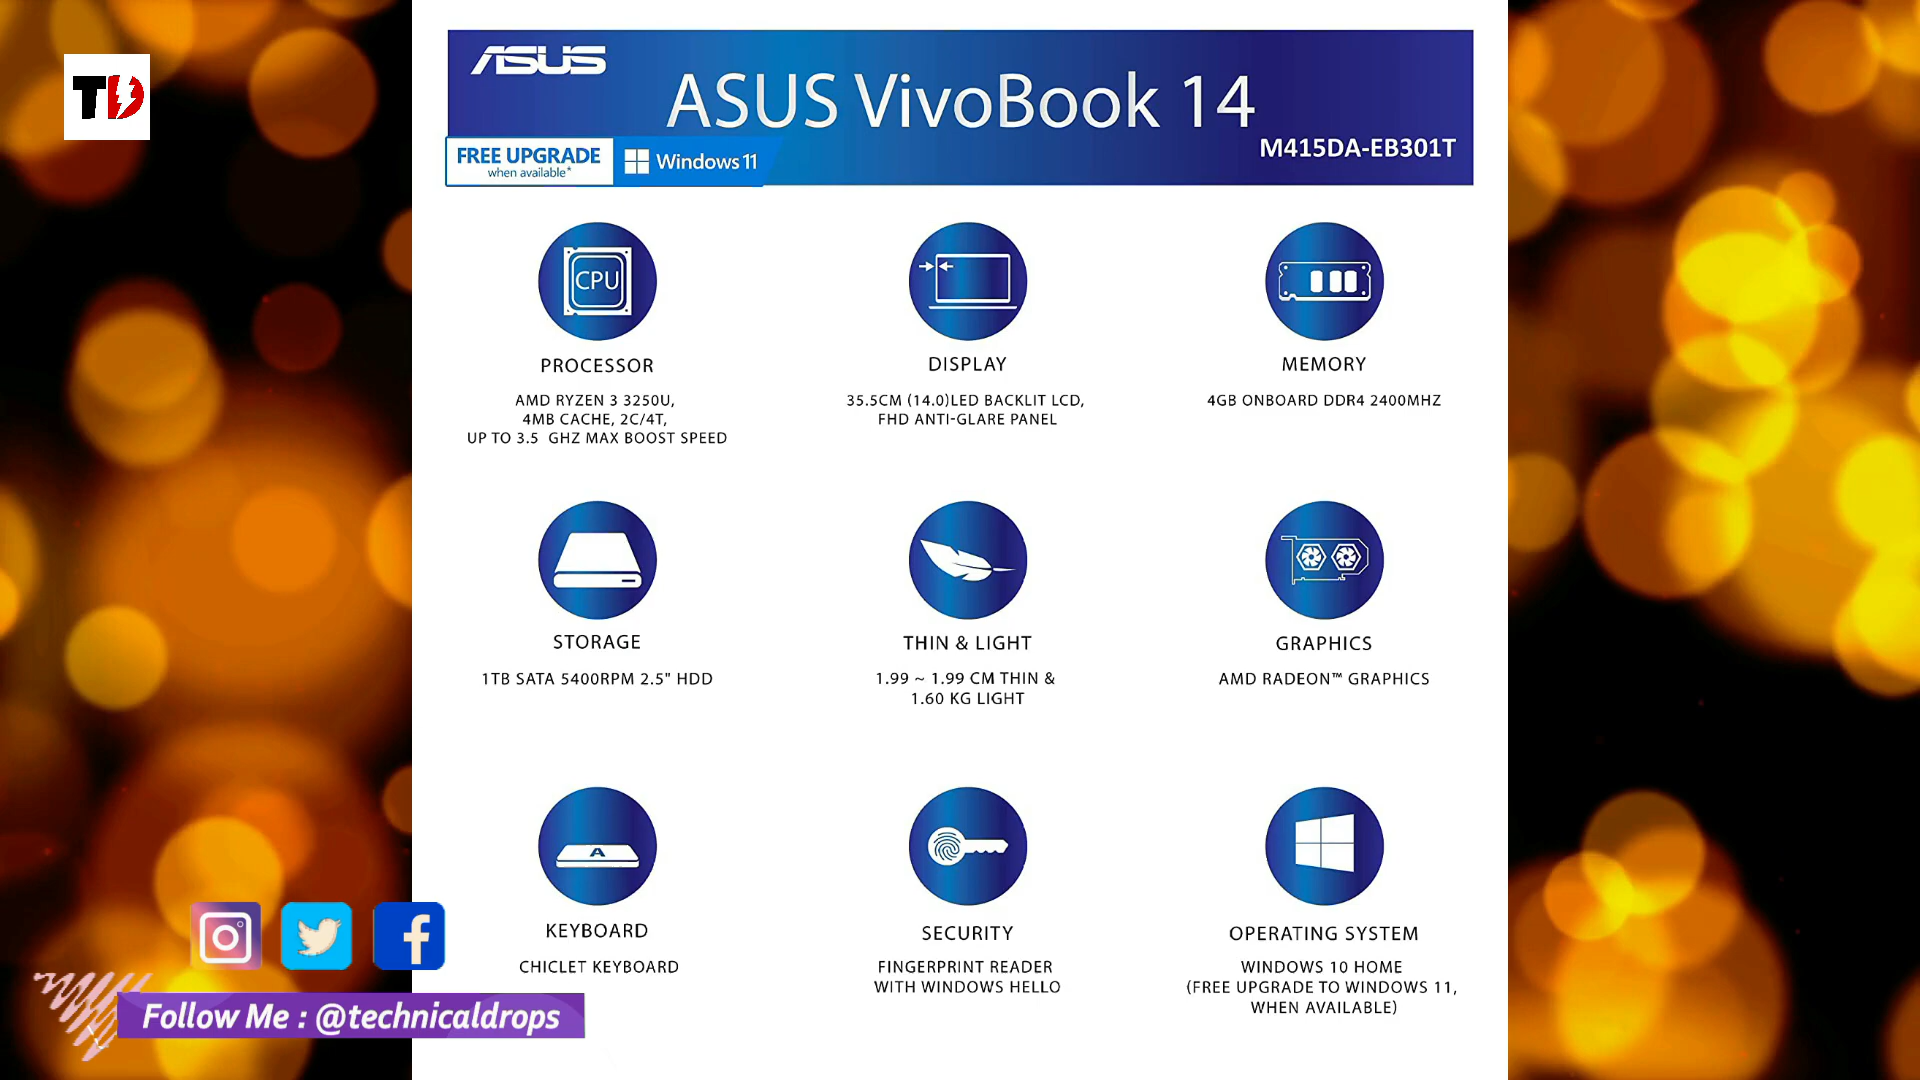 TD
ASUS
ASUS VivoBook 14
M415DA-EB301T
FREE UPGRADE
when available*
Windows 11
CPU
PROCESSOR
AMD RYZEN 3 3250U,
4MB CACHE, 2C/4T,
UP TO 3.5 GHZ MAX BOOST SPEED
DISPLAY
35.5CM (14.0)LED BACKLIT LCD,
FHD ANTI-GLARE PANEL
MEMORY
4GB ONBOARD DDR4 2400MHZ
STORAGE
1TB SATA 5400RPM 2.5" HDD
THIN & LIGHT
1.99 ~ 1.99 CM THIN &
1.60 KG LIGHT
GRAPHICS
AMD RADEON™ GRAPHICS
A
KEYBOARD
CHICLET KEYBOARD
SECURITY
FINGERPRINT READER
WITH WINDOWS HELLO
OPERATING SYSTEM
WINDOWS 10 HOME
(FREE UPGRADE TO WINDOWS 11,
WHEN AVAILABLE)
Follow Me : @technicaldrops